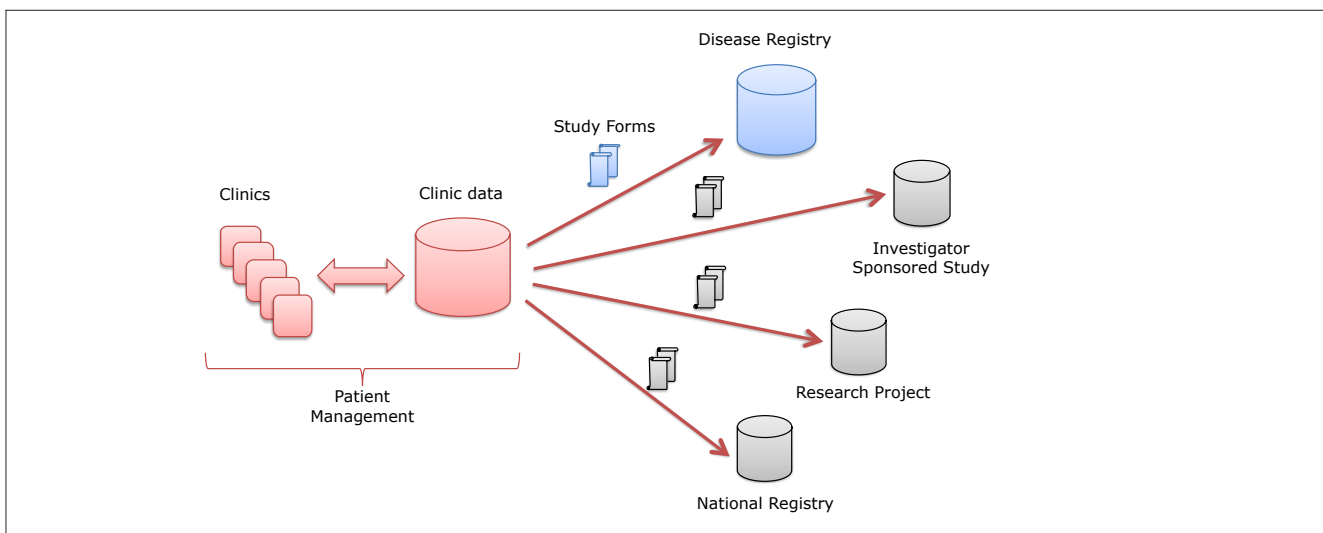 Disease Registry
Study Forms
Clinics
Clinic data
Investigator
Sponsored Study
Patient
Management
Research Project
National Registry